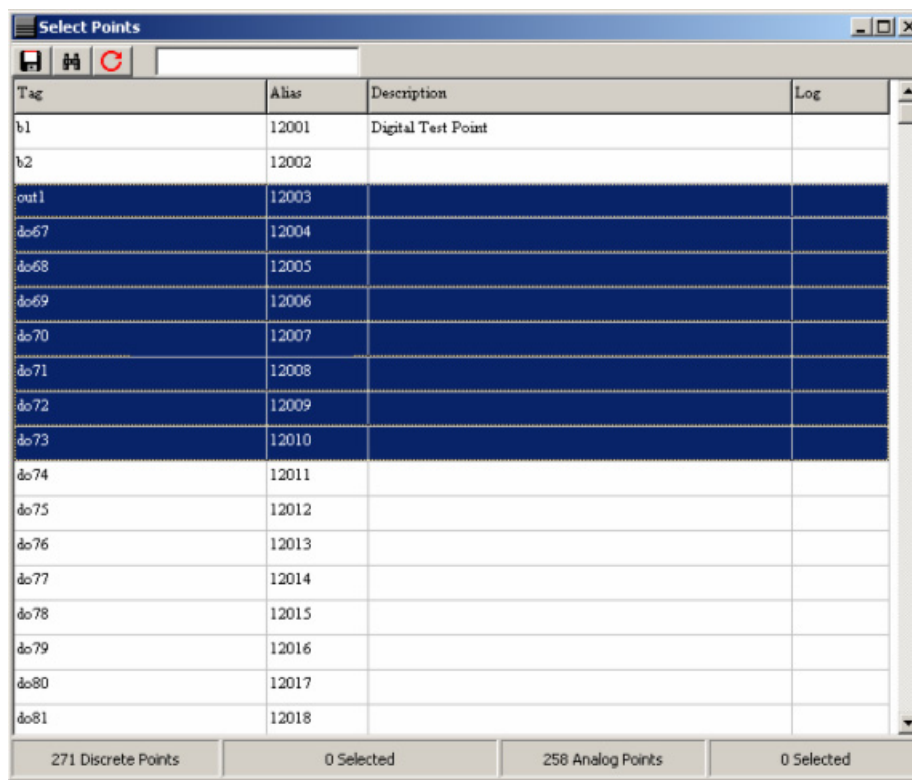 Select Points
Tag Alias Description Log
b1 12001 Digital Test Point
b2 12002
out1 12003
do67 12004
do68 12005
do69 12006
do70 12007
do71 12008
do72 12009
do73 12010
do74 12011
do75 12012
do76 12013
do77 12014
do78 12015
do79 12016
do80 12017
do81 12018
271 Discrete Points 0 Selected 258 Analog Points 0 Selected